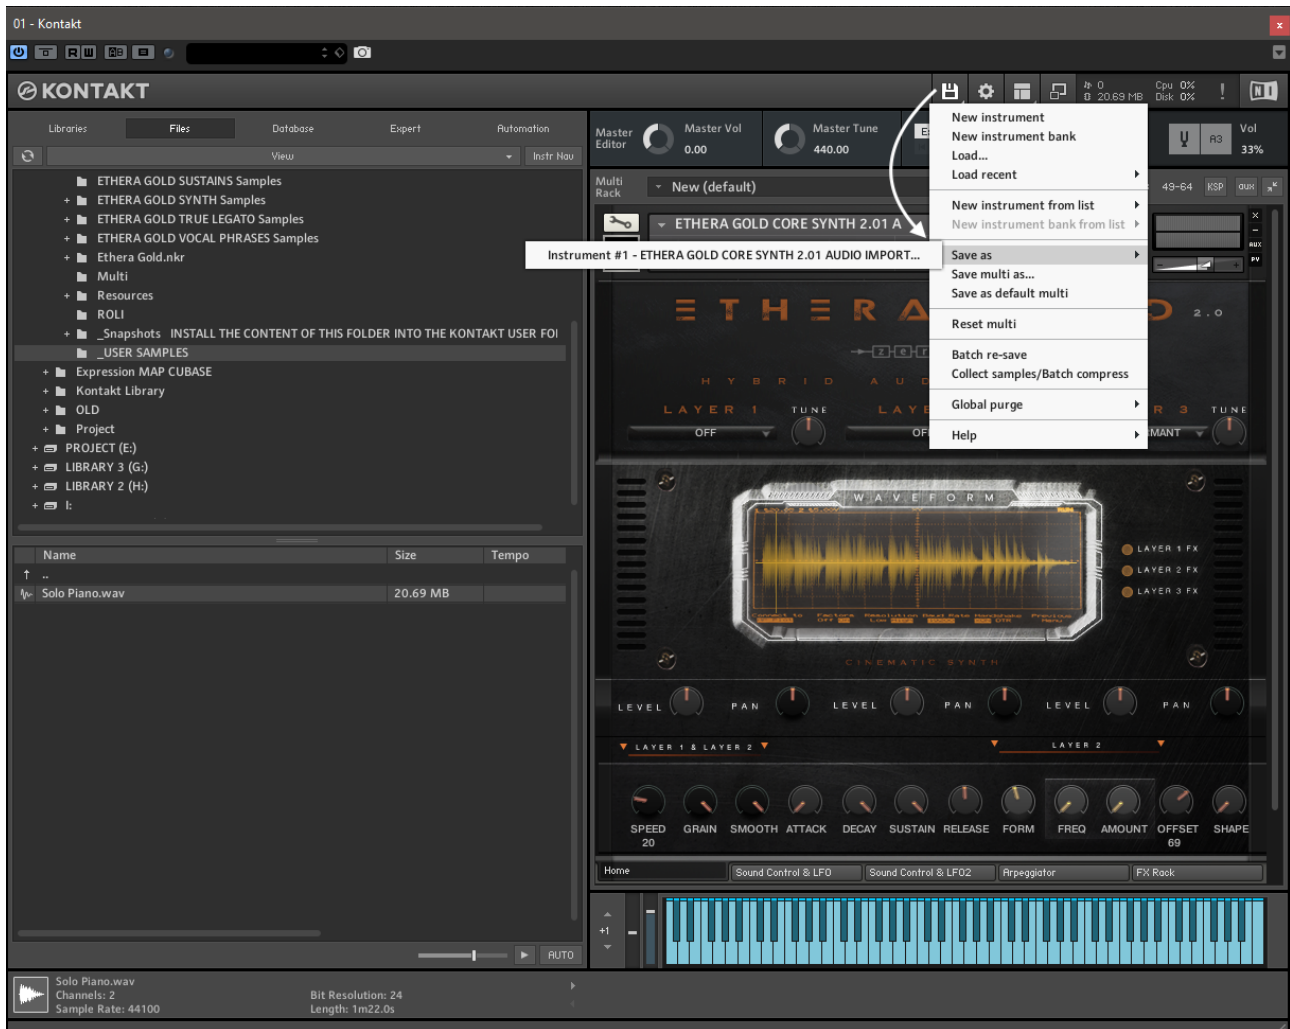 01 - Kontakt
x
R W AB
KONTAKT
0
20.69 MB
Cpu 0%
Disk 0%
!
NI
Libraries Files Database Expert Automation
View Instr Nav
ETHERA GOLD SUSTAINS Samples
+ ETHERA GOLD SYNTH Samples
+ ETHERA GOLD TRUE LEGATO Samples
+ ETHERA GOLD VOCAL PHRASES Samples
+ Ethera Gold.nkr
Multi
+ Resources
ROLI
+ _Snapshots INSTALL THE CONTENT OF THIS FOLDER INTO THE KONTAKT USER FOI
_USER SAMPLES
+ Expression MAP CUBASE
+ Kontakt Library
+ OLD
+ Project
+ PROJECT (E:)
+ LIBRARY 3 (G:)
+ LIBRARY 2 (H:)
+ I:
Name Size Tempo
..
Solo Piano.wav 20.69 MB
AUTO
Solo Piano.wav
Channels: 2
Sample Rate: 44100
Bit Resolution: 24
Length: 1m22.0s
Master
Editor
Master Vol
0.00
Master Tune
440.00
A3
Vol
33%
Multi
Rack
New (default)
49-64 KSP aux
ETHERA GOLD CORE SYNTH 2.01 A
x
-
AUX
PV
- +
New instrument
New instrument bank
Load...
Load recent
New instrument from list
New instrument bank from list
Save as
Save multi as...
Save as default multi
Reset multi
Batch re-save
Collect samples/Batch compress
Global purge
Help
Instrument #1 - ETHERA GOLD CORE SYNTH 2.01 AUDIO IMPORT...
ETHERA D 2.0
z-e-r
HYBRID AU
LAYER 1 TUNE
OFF
R 3 TUNE
MANT
WAVEFORM
LAYER 1 FX
LAYER 2 FX
LAYER 3 FX
CINEMATIC SYNTH
LEVEL PAN LEVEL PAN LEVEL PAN
LAYER 1 & LAYER 2
LAYER 2
SPEED GRAIN SMOOTH ATTACK DECAY SUSTAIN RELEASE FORM FREQ AMOUNT OFFSET SHAPE
20 69
Home Sound Control & LFO Sound Control & LFO2 Arpeggiator FX Rack
+1